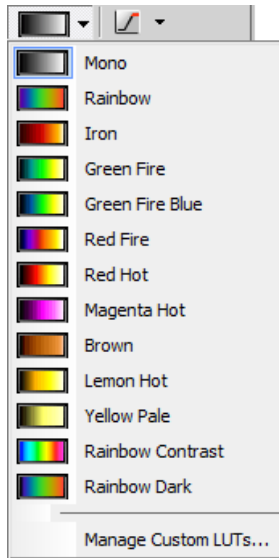 Mono
Rainbow
Iron
Green Fire
Green Fire Blue
Red Fire
Red Hot
Magenta Hot
Brown
Lemon Hot
Yellow Pale
Rainbow Contrast
Rainbow Dark
Manage Custom LUTs...